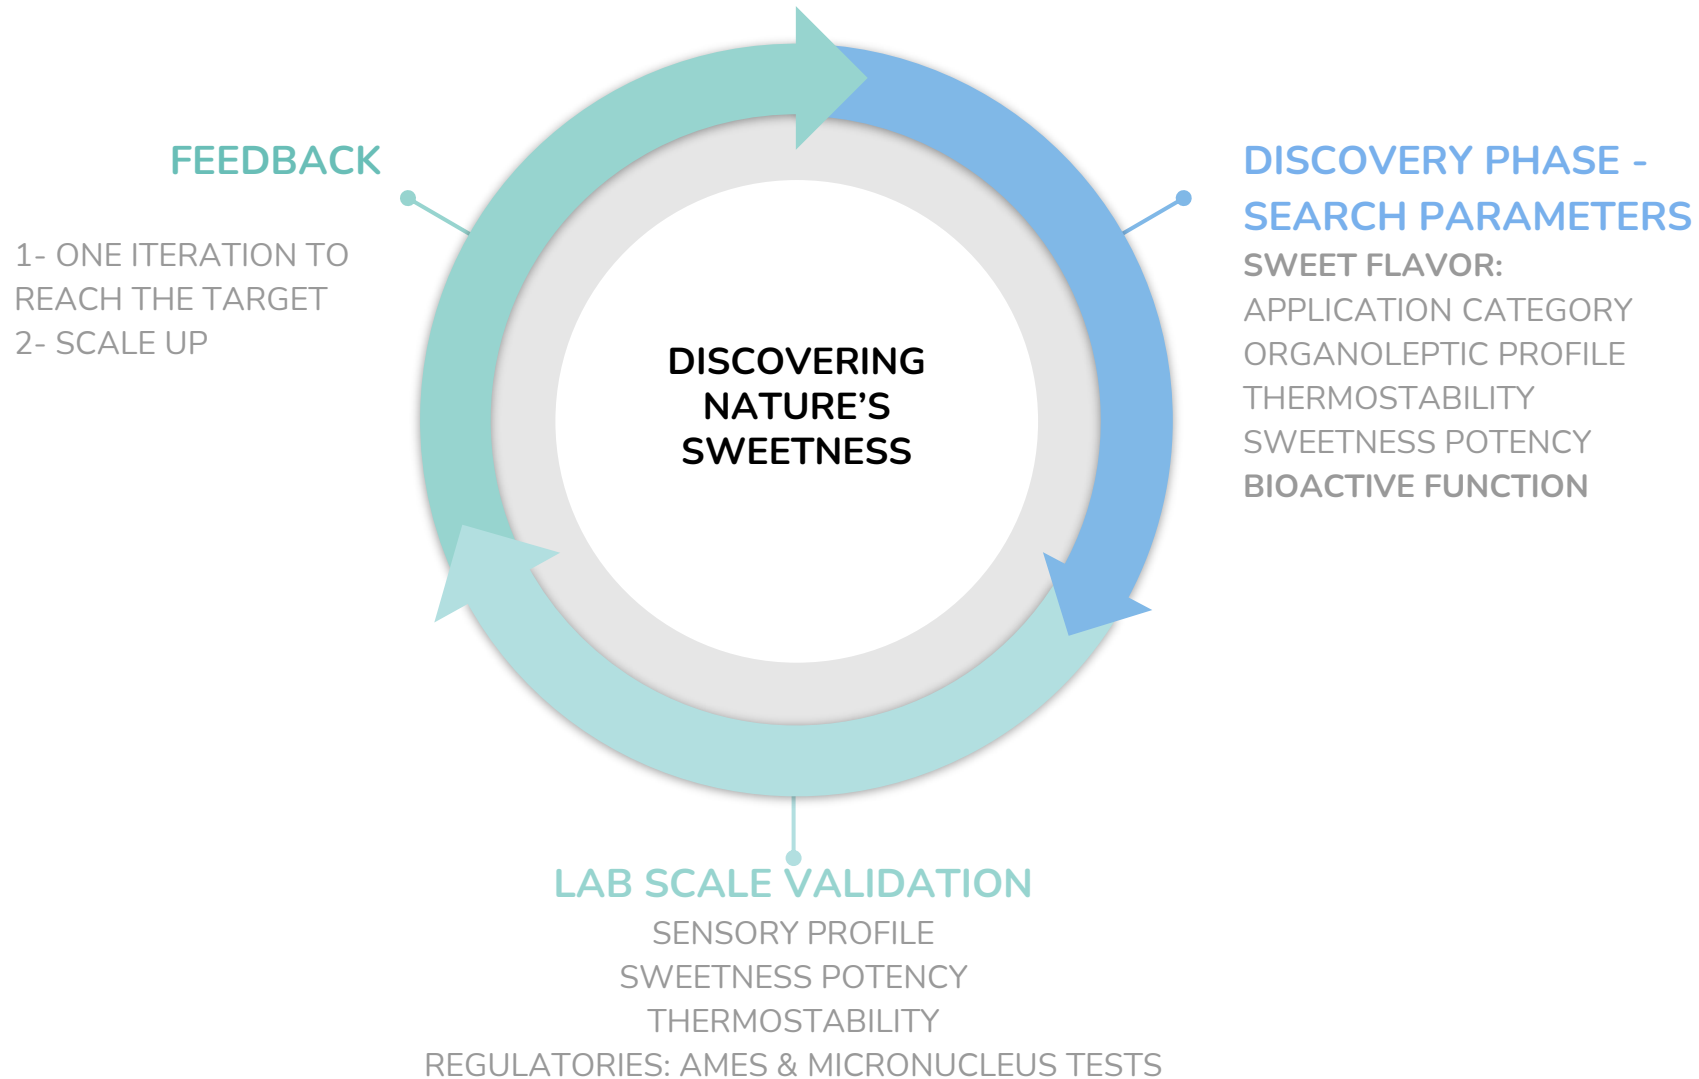 FEEDBACK
1- ONE ITERATION TO
REACH THE TARGET
2- SCALE UP
DISCOVERING
NATURE’S
SWEETNESS
DISCOVERY PHASE -
SEARCH PARAMETERS
SWEET FLAVOR:
APPLICATION CATEGORY
ORGANOLEPTIC PROFILE
THERMOSTABILITY
SWEETNESS POTENCY
BIOACTIVE FUNCTION
LAB SCALE VALIDATION
SENSORY PROFILE
SWEETNESS POTENCY
THERMOSTABILITY
REGULATORIES: AMES & MICRONUCLEUS TESTS